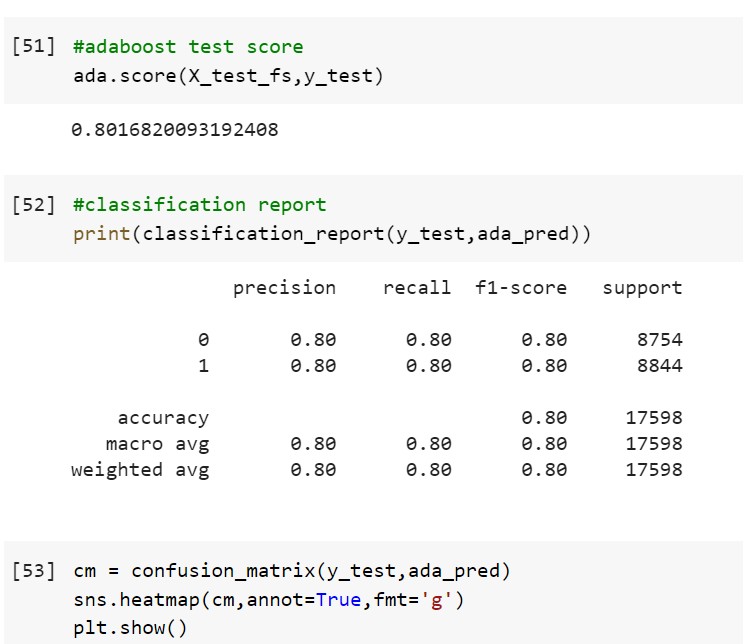 [51] #adaboost test score
ada.score(X_test_fs,y_test)
0.8016820093192408
[52] #classification report
print(classification_report(y_test,ada_pred))
precision recall f1-score support
0 0.80 0.80 0.80 8754
1 0.80 0.80 0.80 8844
accuracy 0.80 17598
macro avg 0.80 0.80 0.80 17598
weighted avg 0.80 0.80 0.80 17598
[53] cm = confusion_matrix(y_test,ada_pred)
sns.heatmap(cm,annot=True,fmt='g')
plt.show()